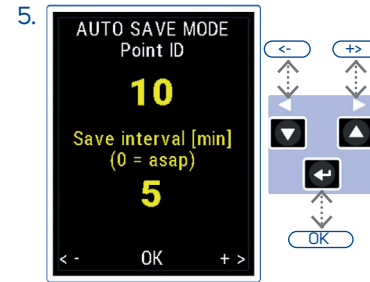 5.
AUTO SAVE MODE
Point ID
10
Save interval [min]
(0 = asap)
5
< - OK + >
<- +>
OK